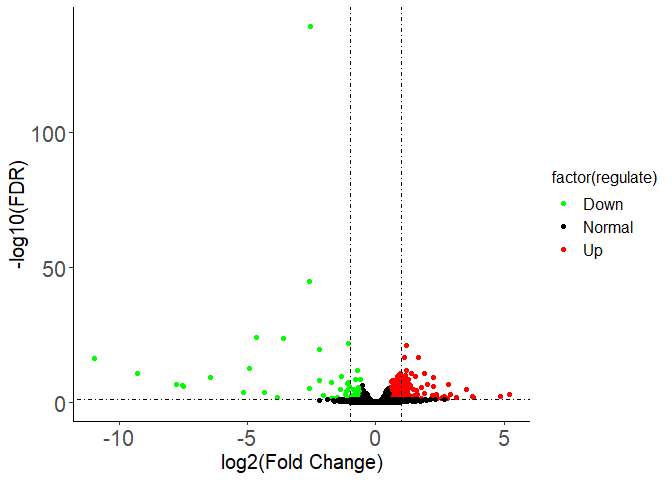 -log10(FDR)
100
50
0
-10
-5
0
5
log2(Fold Change)
factor(regulate)
Down
Normal
Up